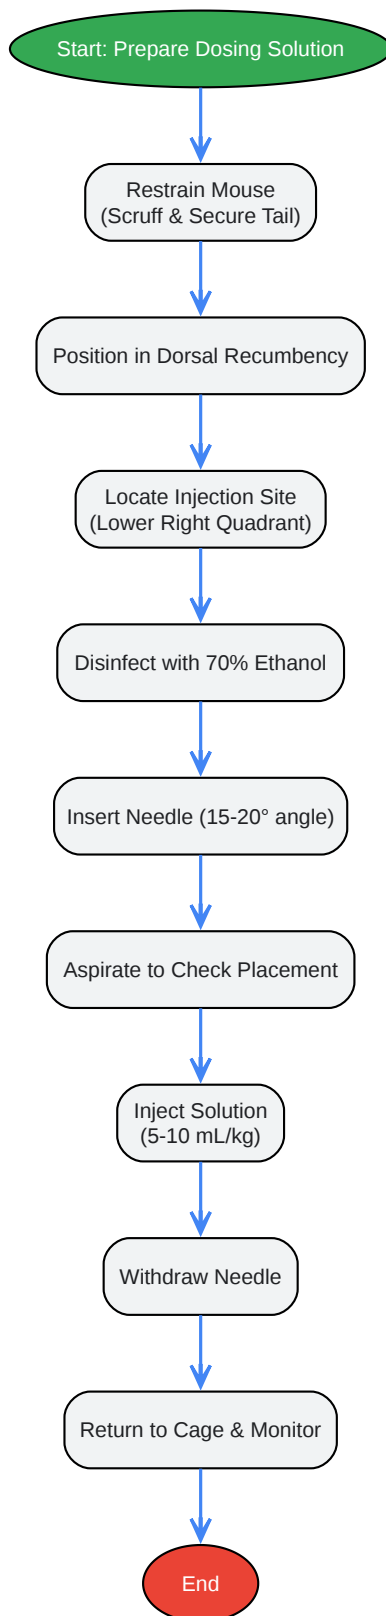 Start: Prepare Dosing Solution
Restrain Mouse
(Scruff & Secure Tail)
Position in Dorsal Recumbency
Locate Injection Site
(Lower Right Quadrant)
Disinfect with 70% Ethanol
Insert Needle (15-20° angle)
Aspirate to Check Placement
Inject Solution
(5-10 mL/kg)
Withdraw Needle
Return to Cage & Monitor
End